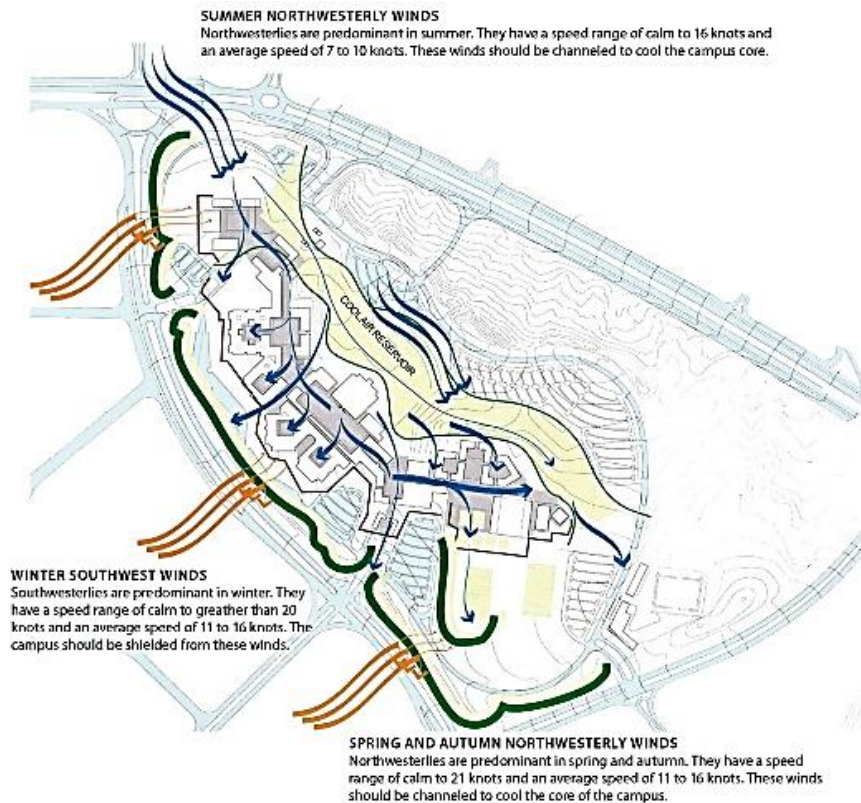 SUMMER NORTHWESTERLY WINDS
Northwesterlies are predominant in summer. They have a speed range of calm to 16 knots and
an average speed of 7 to 10 knots. These winds should be channeled to cool the campus core.
COOL AIR RESERVOIR
WINTER SOUTHWEST WINDS
Southwesterlies are predominant in winter. They
have a speed range of calm to greather than 20
knots and an average speed of 11 to 16 knots. The
campus should be shielded from these winds.
SPRING AND AUTUMN NORTHWESTERLY WINDS
Northwesterlies are predominant in spring and autumn. They have a speed
range of calm to 21 knots and an average speed of 11 to 16 knots. These winds
should be channeled to cool the core of the campus.